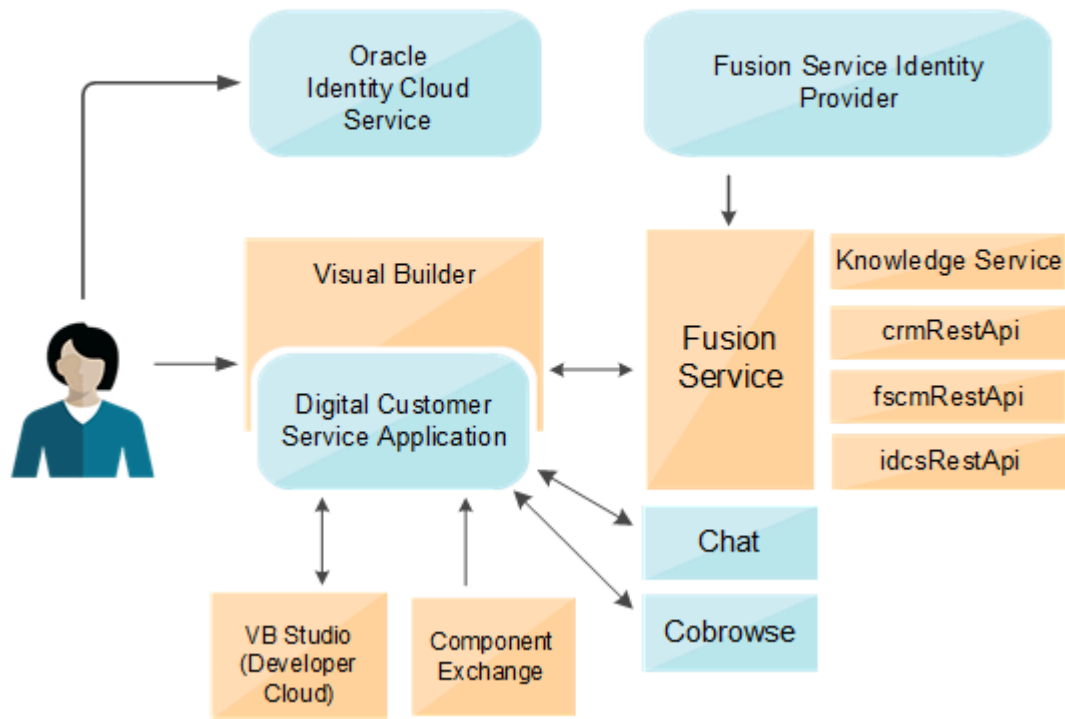 Oracle
Identity Cloud
Service
Fusion Service Identity
Provider
Visual Builder
Digital Customer
Service Application
Fusion
Service
Knowledge Service
crmRestApi
fscmRestApi
idcsRestApi
Chat
Cobrowse
VB Studio
(Developer
Cloud)
Component
Exchange